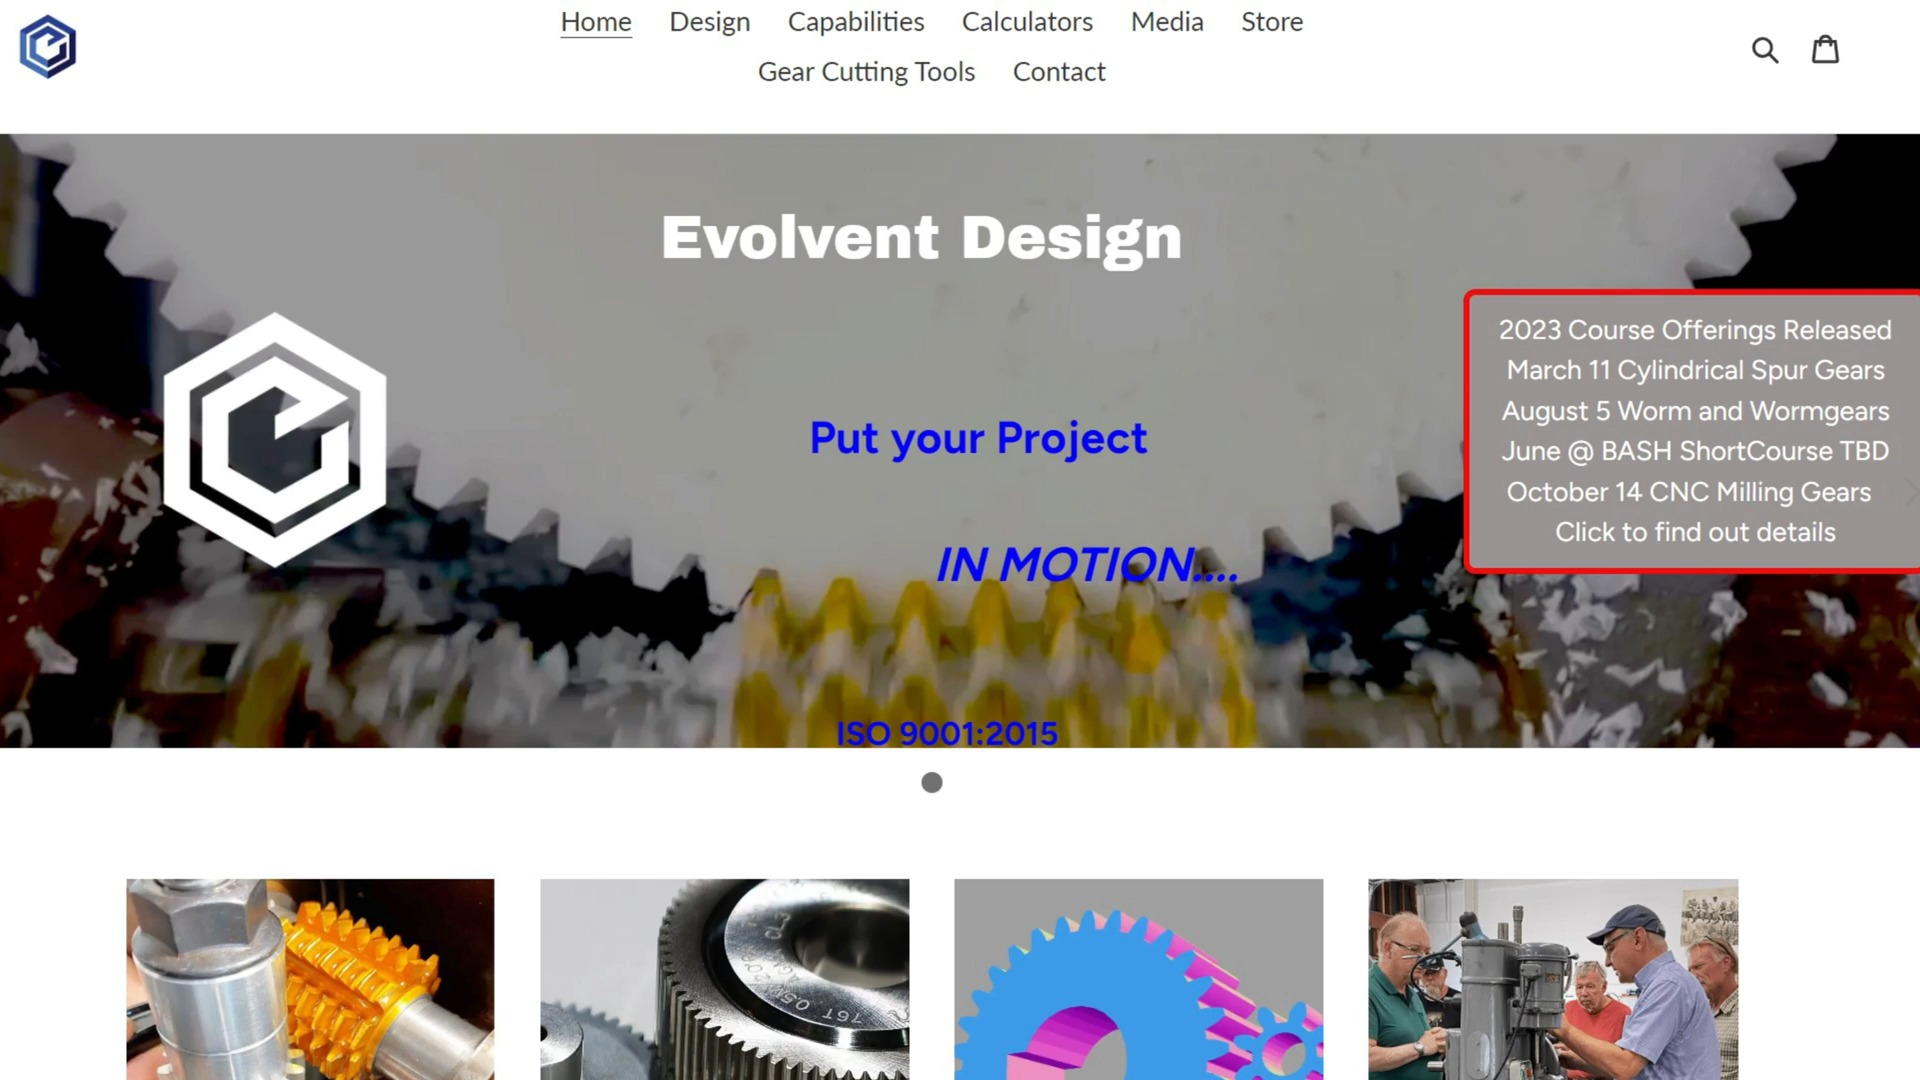 Home Design Capabilities Calculators Media Store
Gear Cutting Tools Contact
Evolvent Design
Put your Project
IN MOTION....
ISO 9001:2015
2023 Course Offerings Released
March 11 Cylindrical Spur Gears
August 5 Worm and Wormgears
June @ BASH ShortCourse TBD
October 14 CNC Milling Gears
Click to find out details
76T